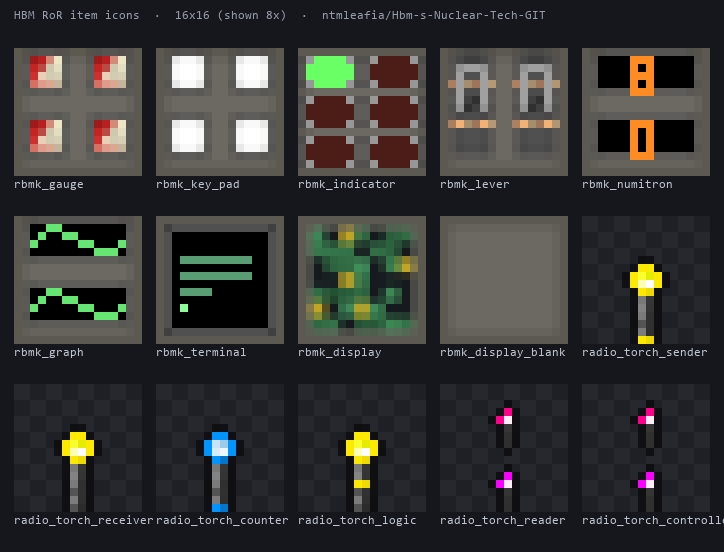 HBM RoR item icons · 16x16 (shown 8x) · ntmleafia/Hbm-s-Nuclear-Tech-GIT
rbmk_gauge rbmk_key_pad rbmk_indicator rbmk_lever rbmk_numitron
rbmk_graph rbmk_terminal rbmk_display rbmk_display_blank radio_torch_sender
radio_torch_receiver radio_torch_counter radio_torch_logic radio_torch_reader radio_torch_controlle